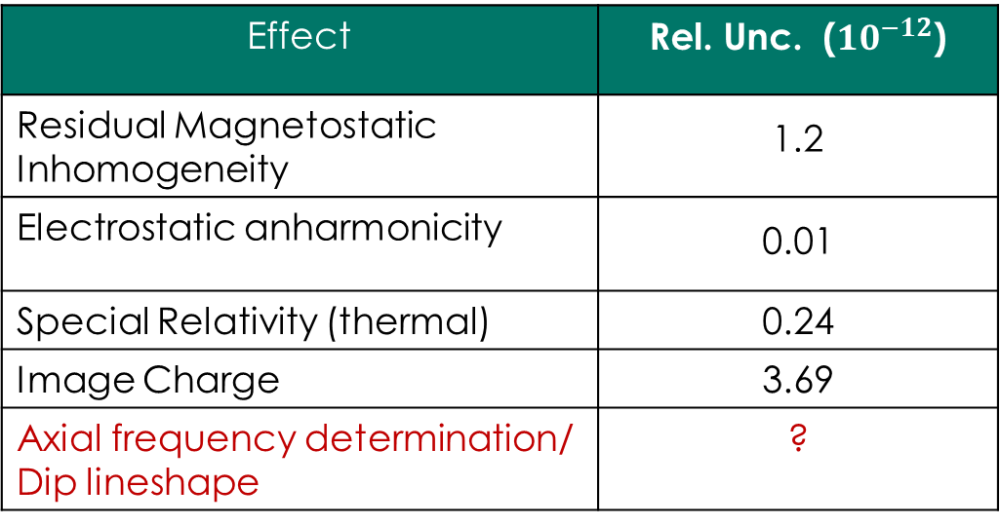 Effect
Rel. Unc. (10⁻¹²)
Residual Magnetostatic
Inhomogeneity
1.2
Electrostatic anharmonicity
0.01
Special Relativity (thermal)
0.24
Image Charge
3.69
Axial frequency determination/
Dip lineshape
?